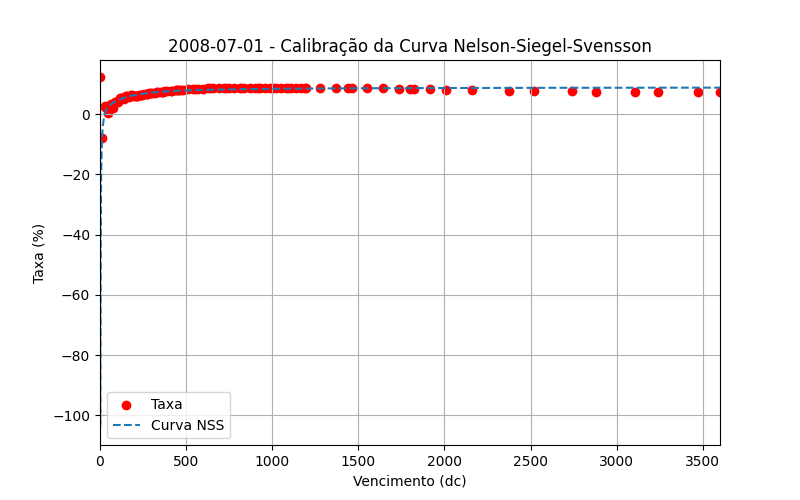 2008-07-01 - Calibração da Curva Nelson-Siegel-Svensson
Taxa (%)
0
−20
−40
−60
−80
−100
Taxa
Curva NSS
0 500 1000 1500 2000 2500 3000 3500
Vencimento (dc)